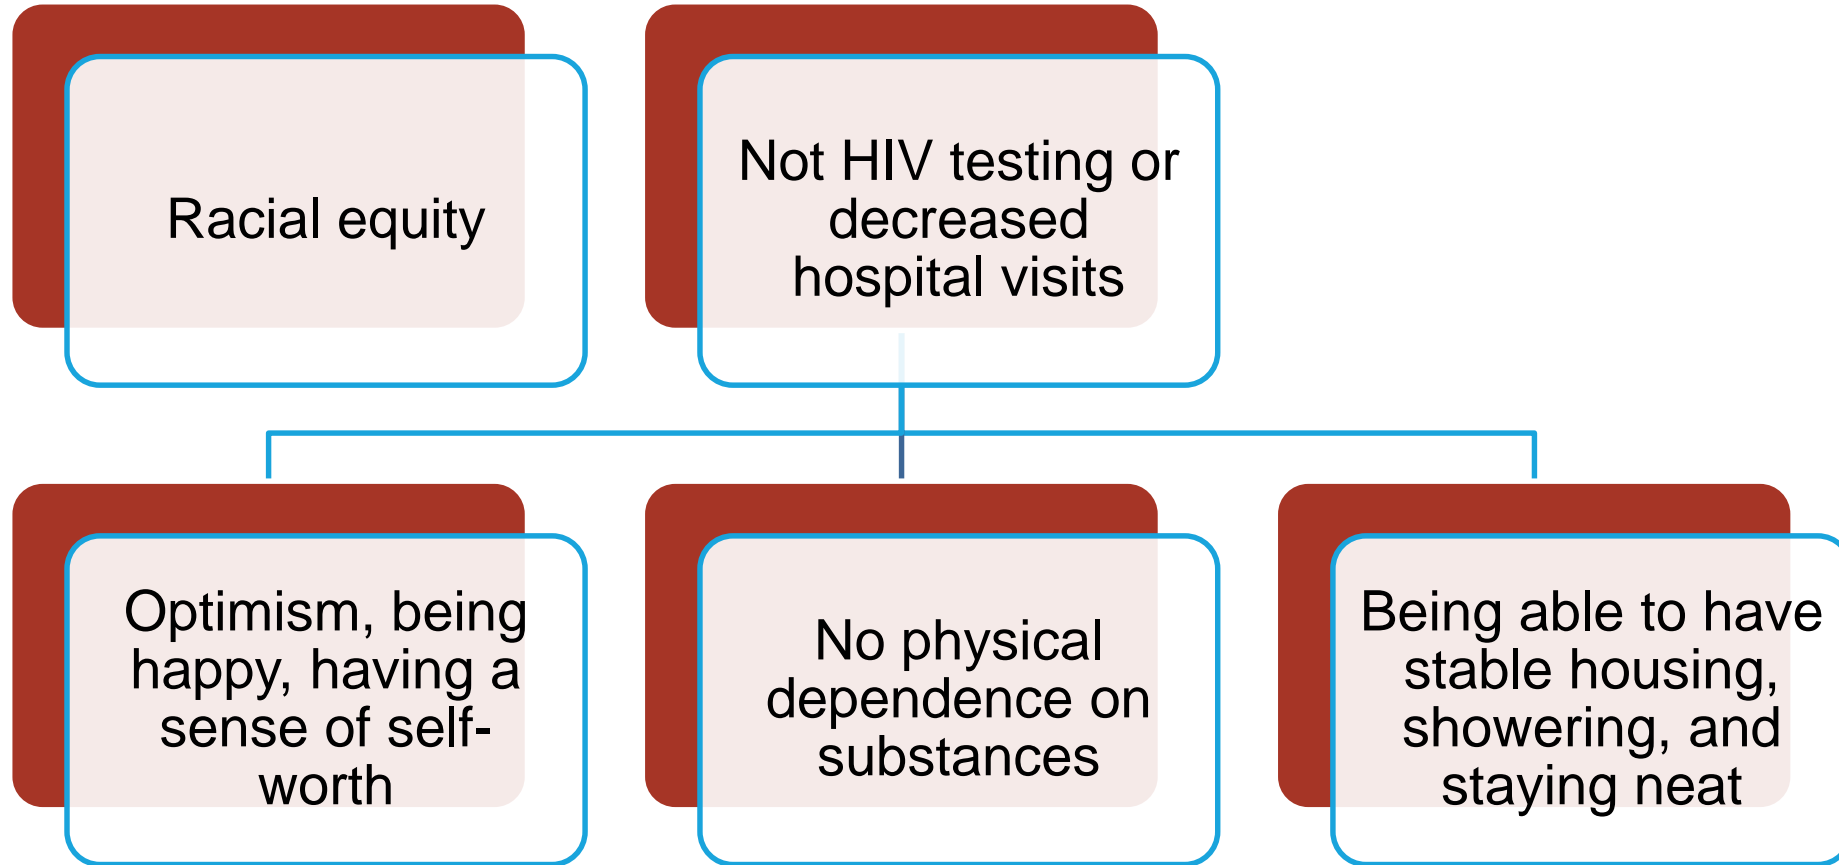 Racial equity
Not HIV testing or
decreased
hospital visits
Optimism, being
happy, having a
sense of self-
worth
No physical
dependence on
substances
Being able to have
stable housing,
showering, and
staying neat